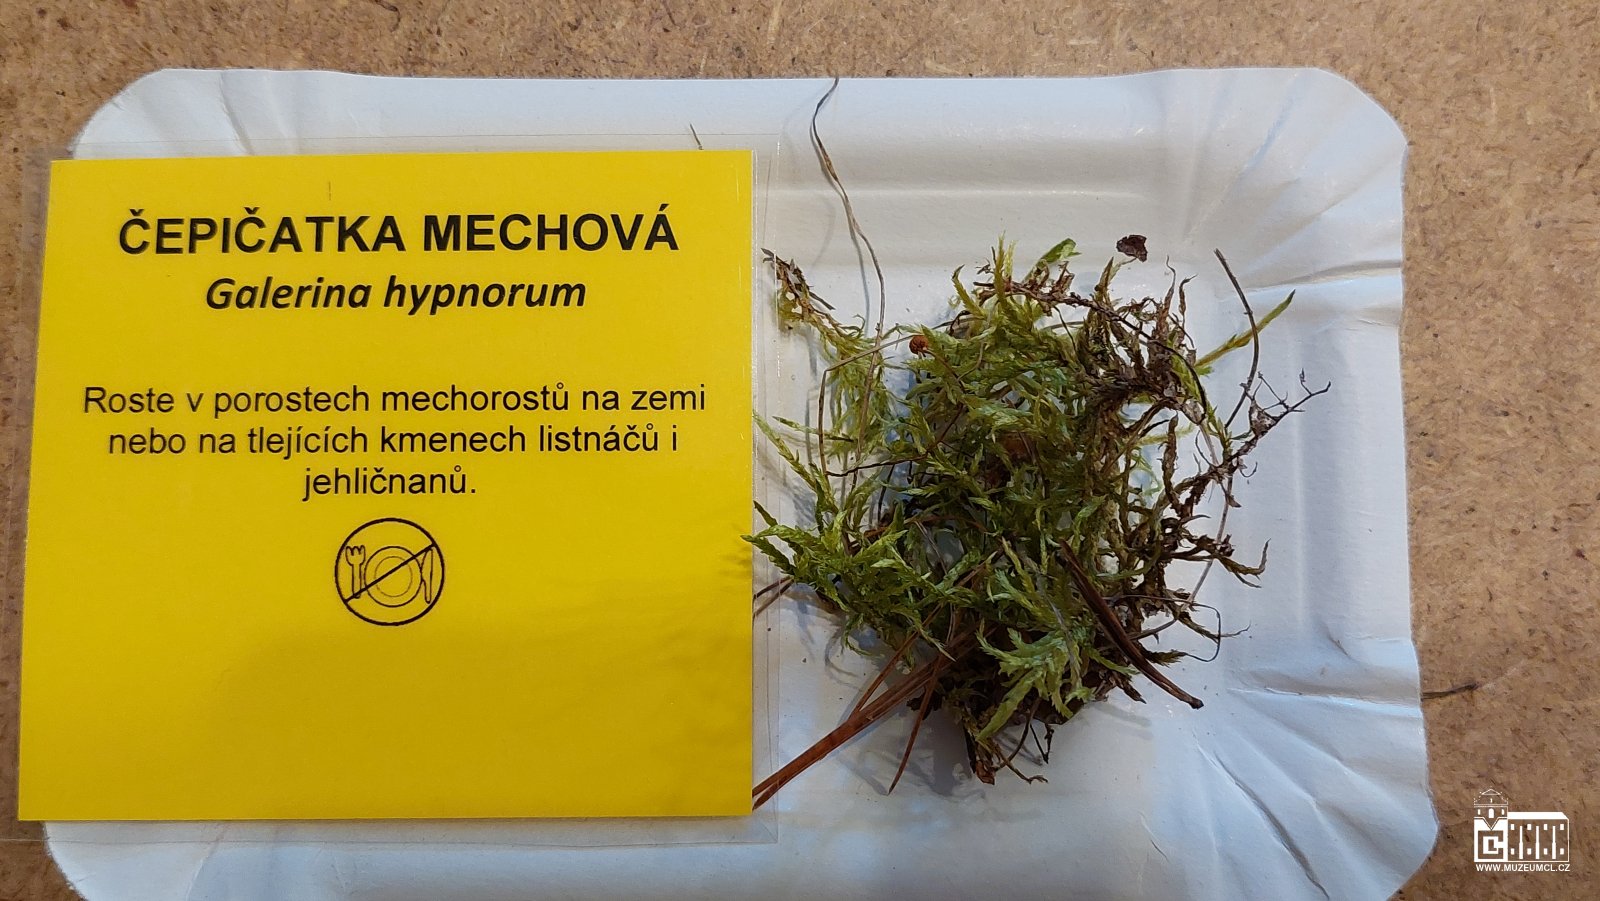 ČEPIČATKA MECHOVÁ
Galerina hypnorum
Roste v porostech mechorostů na zemi
nebo na tlejících kmenech listnáčů i
jehličnanů.
WWW.MUZEUMCL.CZ